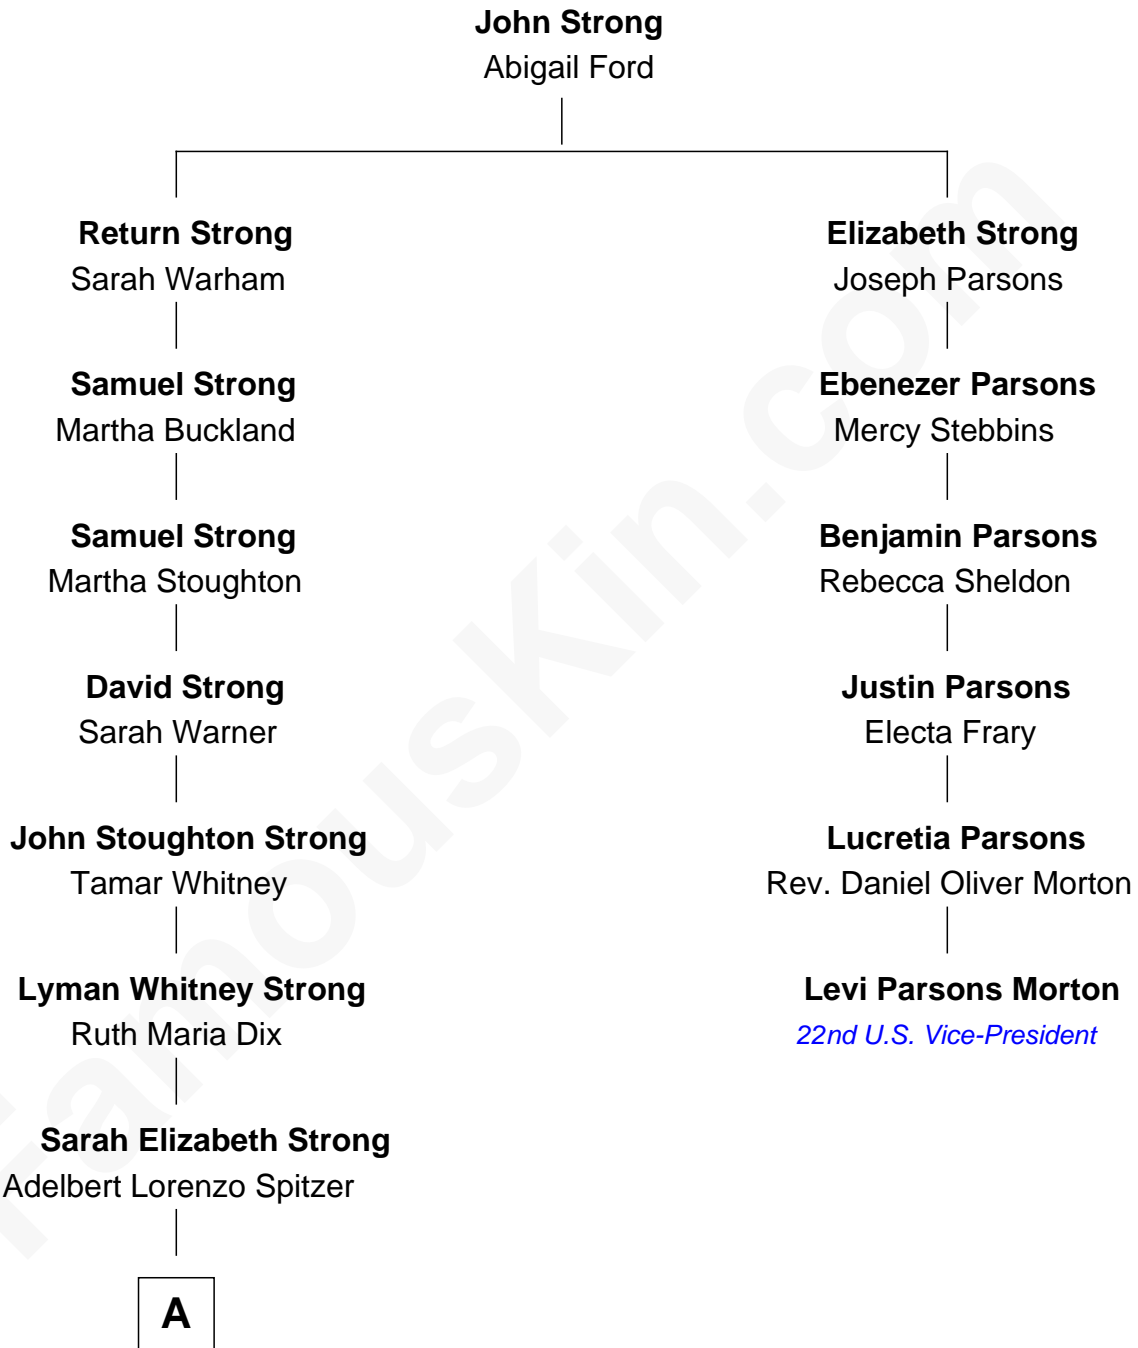 John Strong
Abigail Ford
Return Strong
Sarah Warham
Elizabeth Strong
Joseph Parsons
Samuel Strong
Martha Buckland
Ebenezer Parsons
Mercy Stebbins
Samuel Strong
Martha Stoughton
Benjamin Parsons
Rebecca Sheldon
David Strong
Sarah Warner
Justin Parsons
Electa Frary
John Stoughton Strong
Tamar Whitney
Lucretia Parsons
Rev. Daniel Oliver Morton
Lyman Whitney Strong
Ruth Maria Dix
Levi Parsons Morton
22nd U.S. Vice-President
Sarah Elizabeth Strong
Adelbert Lorenzo Spitzer
A
FamousKin.com